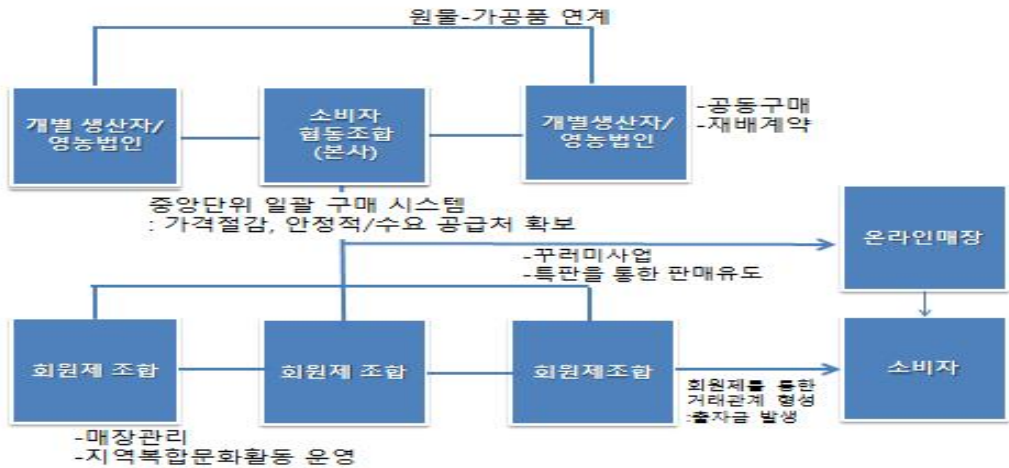 원물-가공품 연계
개별 생산자/
영농법인
소비자
협동조합
(본사)
개별생산자/
영농법인
-공동구매
-재배계약
중앙단위 일괄 구매 시스템
: 가격절감, 안정적/수요 공급처 확보
온라인매장
-꾸러미사업
-특판을 통한 판매유도
회원제 조합
회원제 조합
회원제조합
회원제를 통한
거래관계 형성
:출자금 발생
소비자
-매장관리
-지역복합문화활동 운영